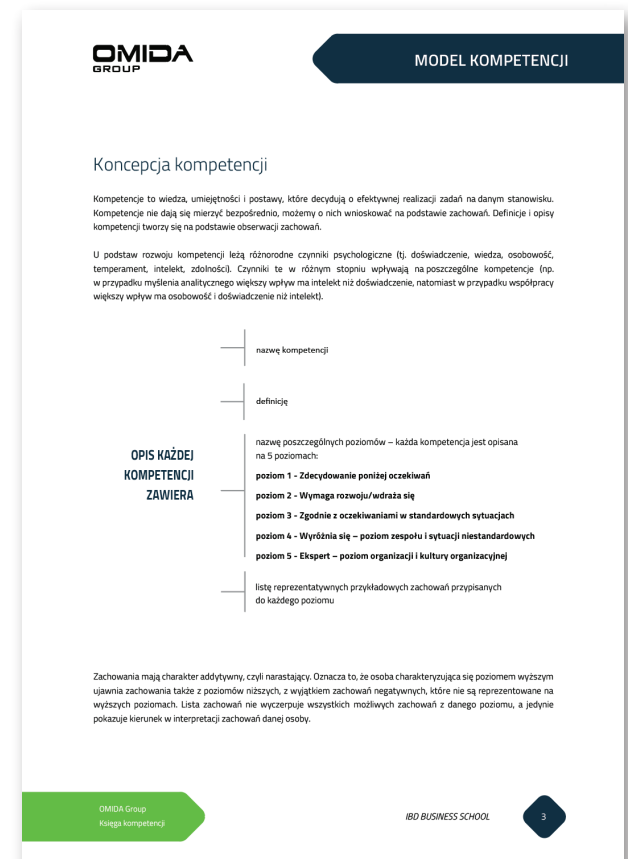 OMIDA
GROUP
MODEL KOMPETENCJI
Koncepcja kompetencji
Kompetencje to wiedza, umiejętności i postawy, które decydują o efektywnej realizacji zadań na danym stanowisku.
Kompetencje nie dają się mierzyć bezpośrednio, możemy o nich wnioskować na podstawie zachowań. Definicje i opisy
kompetencji tworzy się na podstawie obserwacji zachowań.
U podstaw rozwoju kompetencji leżą różnorodne czynniki psychologiczne (tj. doświadczenie, wiedza, osobowość,
temperament, intelekt, zdolności). Czynniki te w różnym stopniu wpływają na poszczególne kompetencje (np.
w przypadku myślenia analitycznego większy wpływ ma intelekt niż doświadczenie, natomiast w przypadku współpracy
większy wpływ ma osobowość i doświadczenie niż intelekt).
nazwę kompetencji
definicję
OPIS KAŻDEJ
KOMPETENCJI
ZAWIERA
nazwę poszczególnych poziomów – każda kompetencja jest opisana
na 5 poziomach:
poziom 1 - Zdecydowanie poniżej oczekiwań
poziom 2 - Wymaga rozwoju/wdraża się
poziom 3 - Zgodnie z oczekiwaniami w standardowych sytuacjach
poziom 4 - Wyróżnia się – poziom zespołu i sytuacji niestandardowych
poziom 5 - Ekspert – poziom organizacji i kultury organizacyjnej
listę reprezentatywnych przykładowych zachowań przypisanych
do każdego poziomu
Zachowania mają charakter addytywny, czyli narastający. Oznacza to, że osoba charakteryzująca się poziomem wyższym
ujawnia zachowania także z poziomów niższych, z wyjątkiem zachowań negatywnych, które nie są reprezentowane na
wyższych poziomach. Lista zachowań nie wyczerpuje wszystkich możliwych zachowań z danego poziomu, a jedynie
pokazuje kierunek w interpretacji zachowań danej osoby.
OMIDA Group
Księga kompetencji
IBD BUSINESS SCHOOL
3